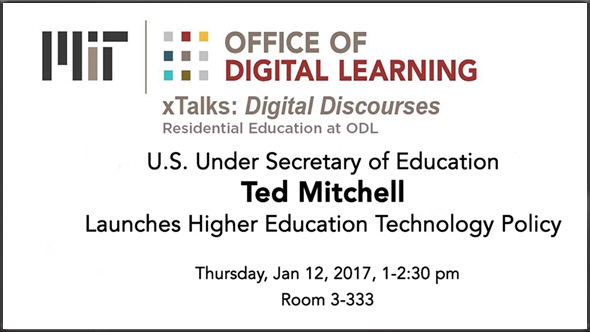 MIT
OFFICE OF
DIGITAL LEARNING
xTalks: Digital Discourses
Residential Education at ODL
U.S. Under Secretary of Education
Ted Mitchell
Launches Higher Education Technology Policy
Thursday, Jan 12, 2017, 1-2:30 pm
Room 3-333